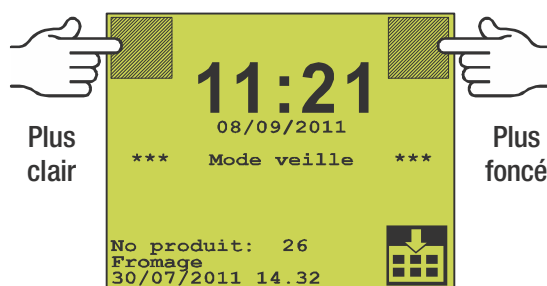 11:21
08/09/2011
Plus
clair
Plus
foncé
*** Mode veille ***
No produit: 26
Fromage
30/07/2011 14.32